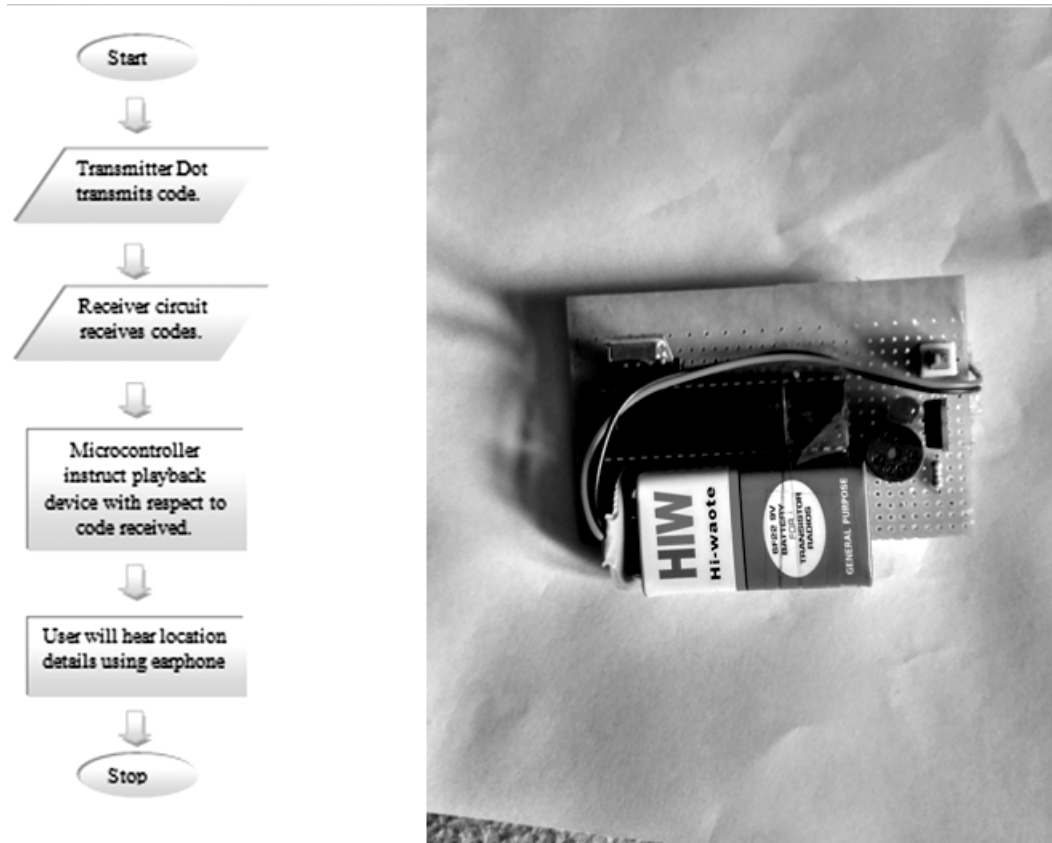 Start
Transmitter Dot
transmits code.
Receiver circuit
receives codes.
Microcontroller
instruct playback
device with respect to
code received.
User will hear location
details using earphone
Stop
HIW
Hi-waote
6F22 9V
BATTERY
FOR
TRANSISTOR
RADIOS
GENERAL PURPOSE